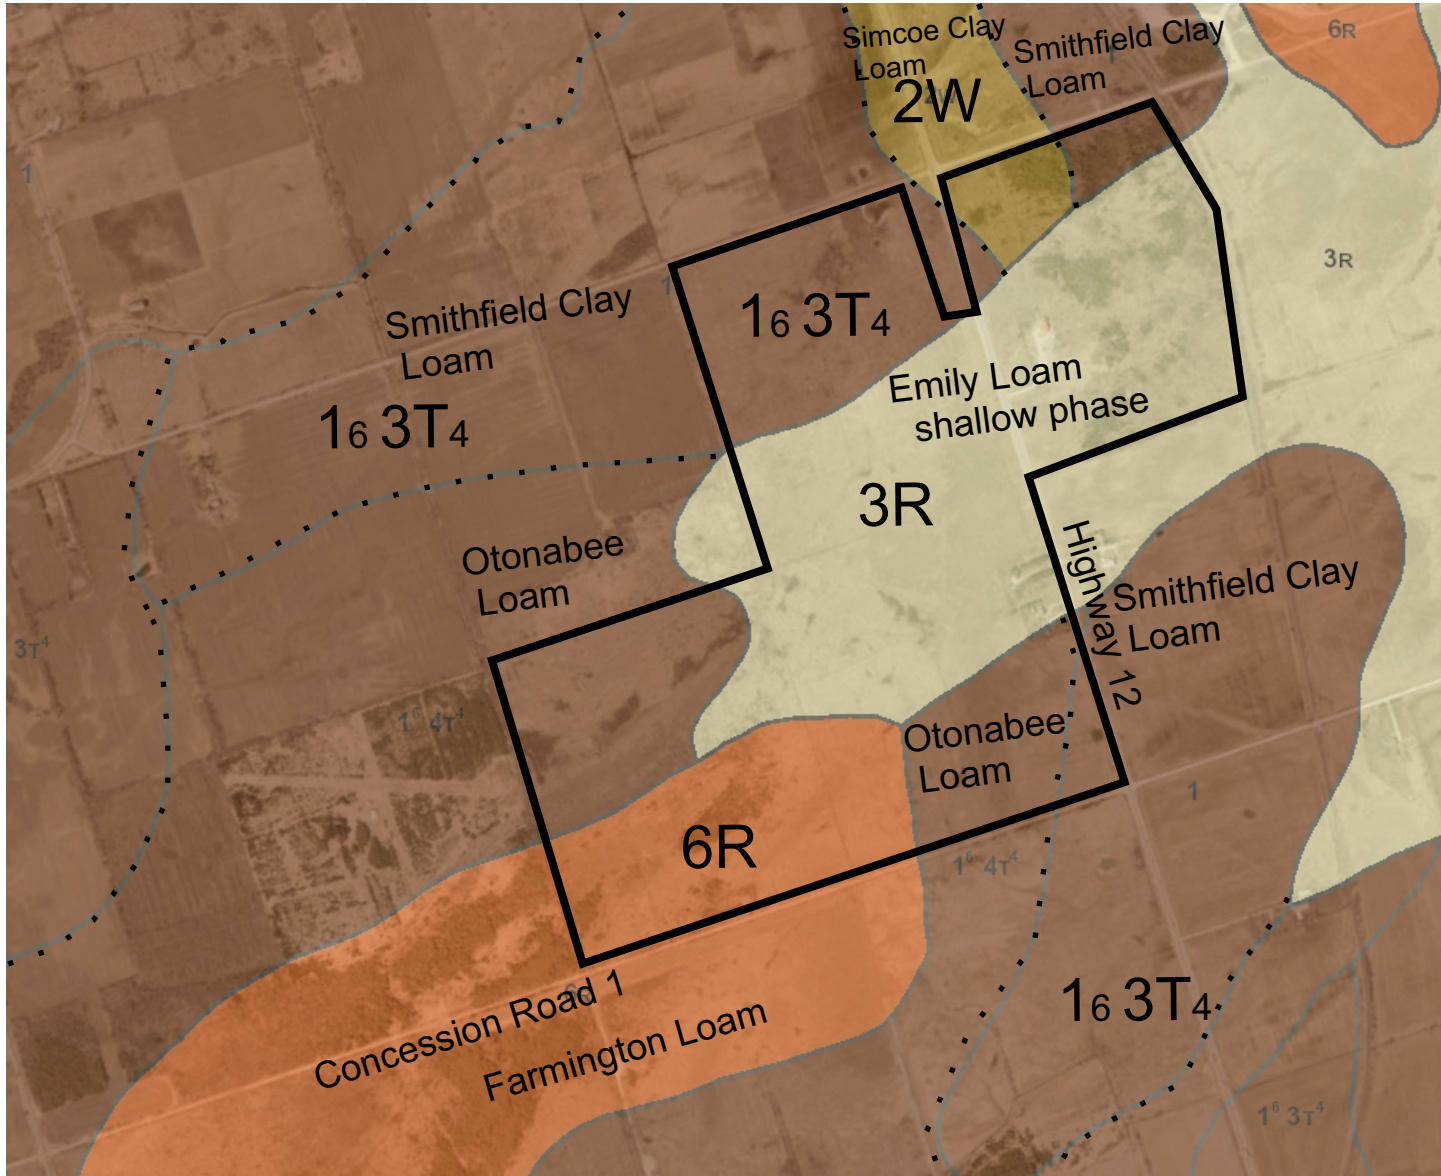 Simcoe Clay
Loam
2W
Smithfield Clay
Loam
6R
1
3R
1
Smithfield Clay
Loam
16 3T4
16 3T4
Emily Loam
shallow phase
3R
Otonabee
Loam
Highway 12
Smithfield Clay
Loam
3T4
16 4T4
Otonabee
Loam
1
6R
16 4T4
Concession Road 1
Farmington Loam
16 3T4
16 3T4